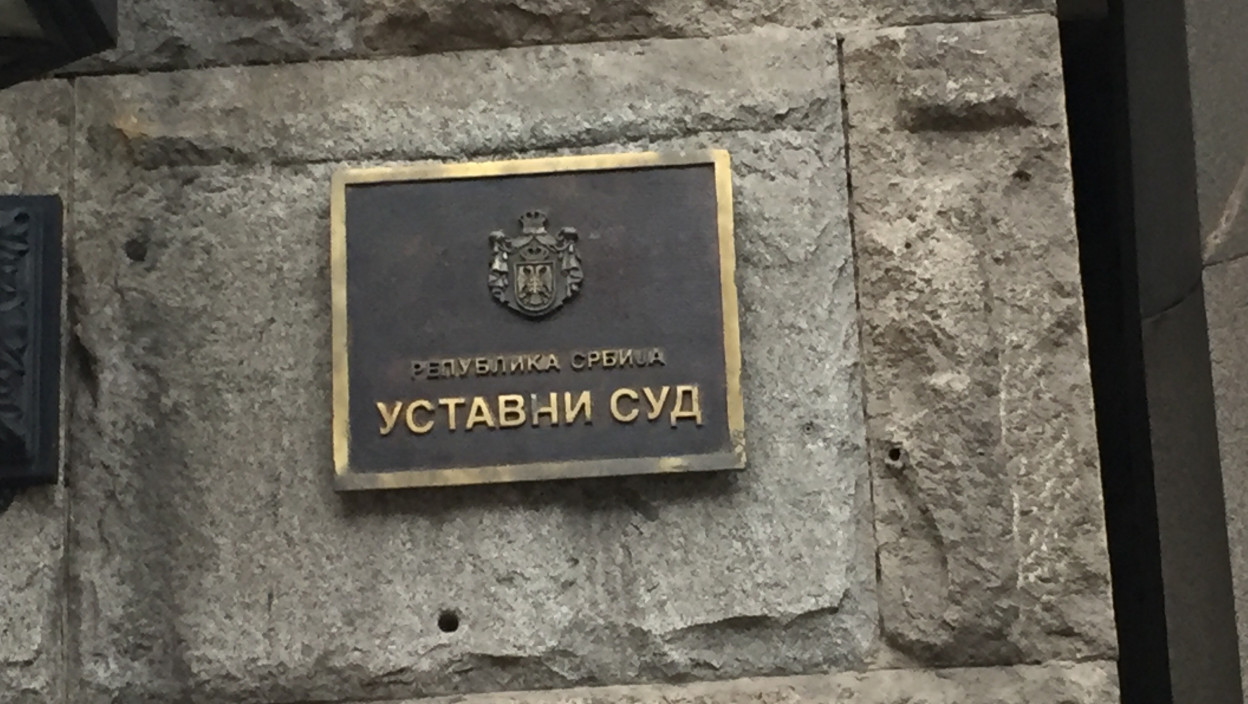 РЕПУБЛИКА СРБИЈА
УСТАВНИ СУД